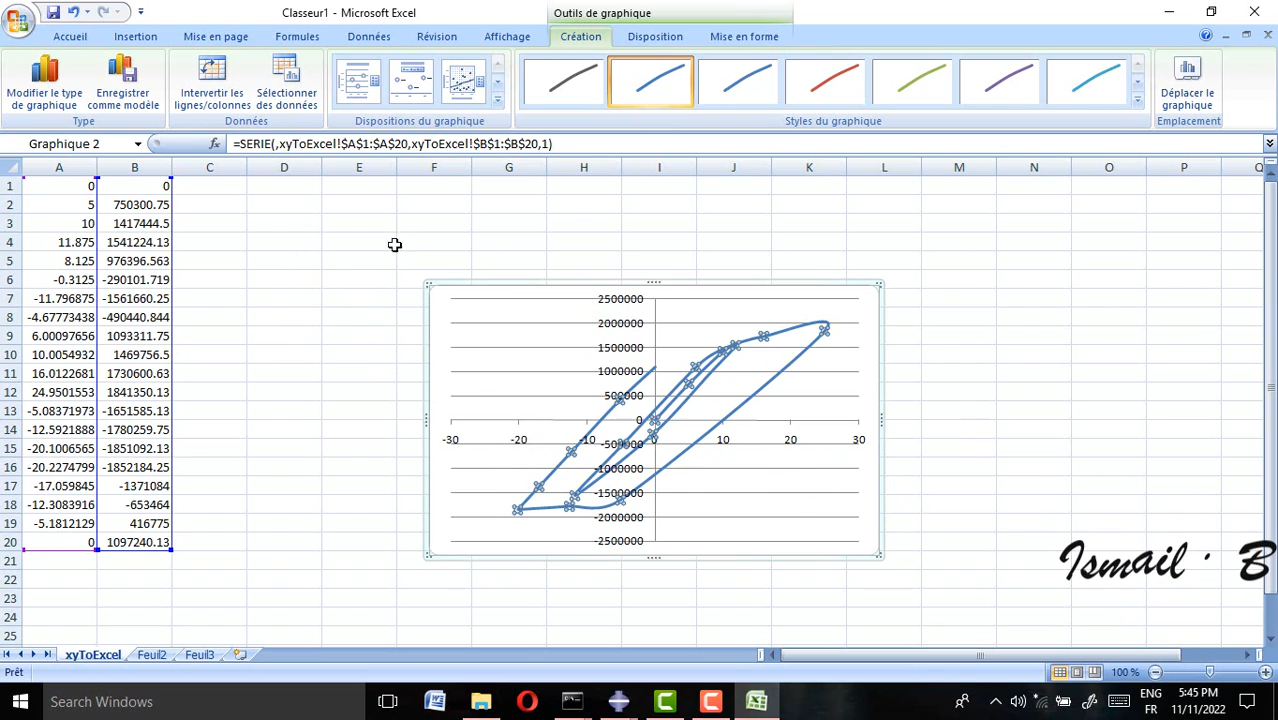 Classeur1 - Microsoft Excel
Outils de graphique
Accueil Insertion Mise en page Formules Données Révision Affichage Création Disposition Mise en forme
Modifier le type de graphique
Enregistrer comme modèle
Intervertir les lignes/colonnes
Sélectionner des données
Déplacer le graphique
Type Données Dispositions du graphique Styles du graphique Emplacement
Graphique 2 fx =SERIE(,xyToExcel!$A$1:$A$20,xyToExcel!$B$1:$B$20,1)
A B C D E F G H I J K L M N O P Q
1 0 0
2 5 750300.75
3 10 1417444.5
4 11.875 1541224.13
5 8.125 976396.563
6 -0.3125 -290101.719
7 -11.796875 -1561660.25
8 -4.67773438 -490440.844
9 6.00097656 1093311.75
10 10.0054932 1469756.5
11 16.0122681 1730600.63
12 24.9501553 1841350.13
13 -5.08371973 -1651585.13
14 -12.5921888 -1780259.75
15 -20.1006565 -1851092.13
16 -20.2274799 -1852184.25
17 -17.059845 -1371084
18 -12.3083916 -653464
19 -5.1812129 416775
20 0 1097240.13
21
22
23
24
25
2500000
2000000
1500000
1000000
500000
0
-30 -20 -10 0 10 20 30
-500000
-1000000
-1500000
-2000000
-2500000
Ismail · B
xyToExcel Feuil2 Feuil3
Prêt 100 %
Search Windows
ENG
FR
5:45 PM
11/11/2022